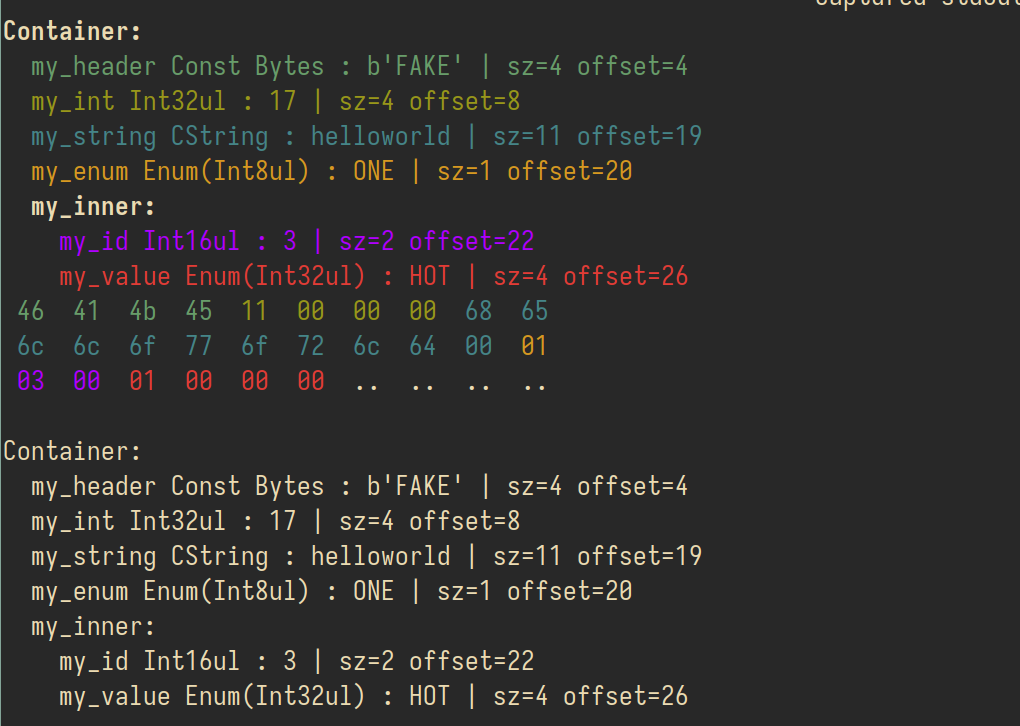 captured stdout
Container:
  my_header Const Bytes : b'FAKE' | sz=4 offset=4
  my_int Int32ul : 17 | sz=4 offset=8
  my_string CString : helloworld | sz=11 offset=19
  my_enum Enum(Int8ul) : ONE | sz=1 offset=20
  my_inner:
    my_id Int16ul : 3 | sz=2 offset=22
    my_value Enum(Int32ul) : HOT | sz=4 offset=26
 46  41  4b  45  11  00  00  00  68  65
 6c  6c  6f  77  6f  72  6c  64  00  01
 03  00  01  00  00  00  ..  ..  ..  ..
Container:
  my_header Const Bytes : b'FAKE' | sz=4 offset=4
  my_int Int32ul : 17 | sz=4 offset=8
  my_string CString : helloworld | sz=11 offset=19
  my_enum Enum(Int8ul) : ONE | sz=1 offset=20
  my_inner:
    my_id Int16ul : 3 | sz=2 offset=22
    my_value Enum(Int32ul) : HOT | sz=4 offset=26